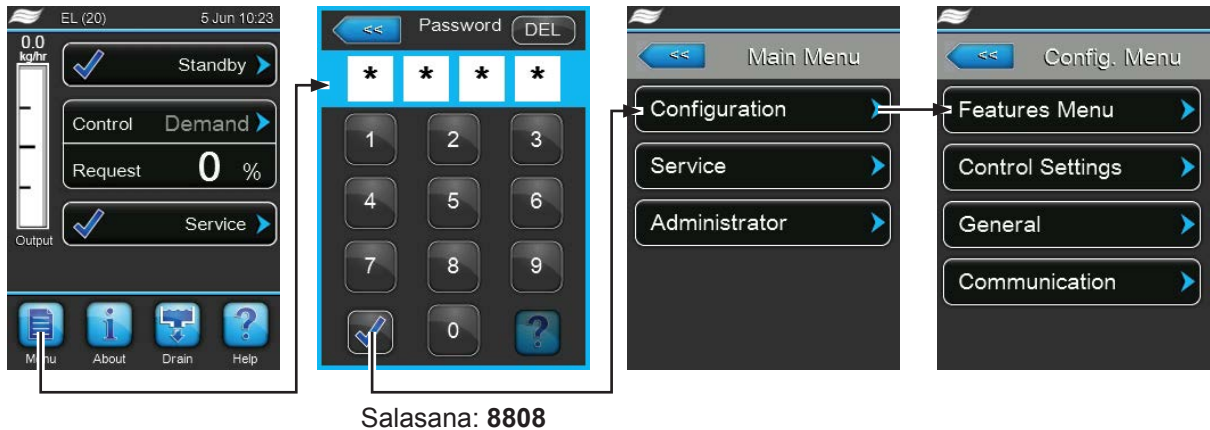 EL (20) 5 Jun 10:23
0.0
kg/hr
Standby
Control Demand
Request 0 %
Service
Output
Menu About Drain Help
<< Password DEL
* * * *
1 2 3
4 5 6
7 8 9
0 ?
Salasana: 8808
<< Main Menu
Configuration
Service
Administrator
<< Config. Menu
Features Menu
Control Settings
General
Communication